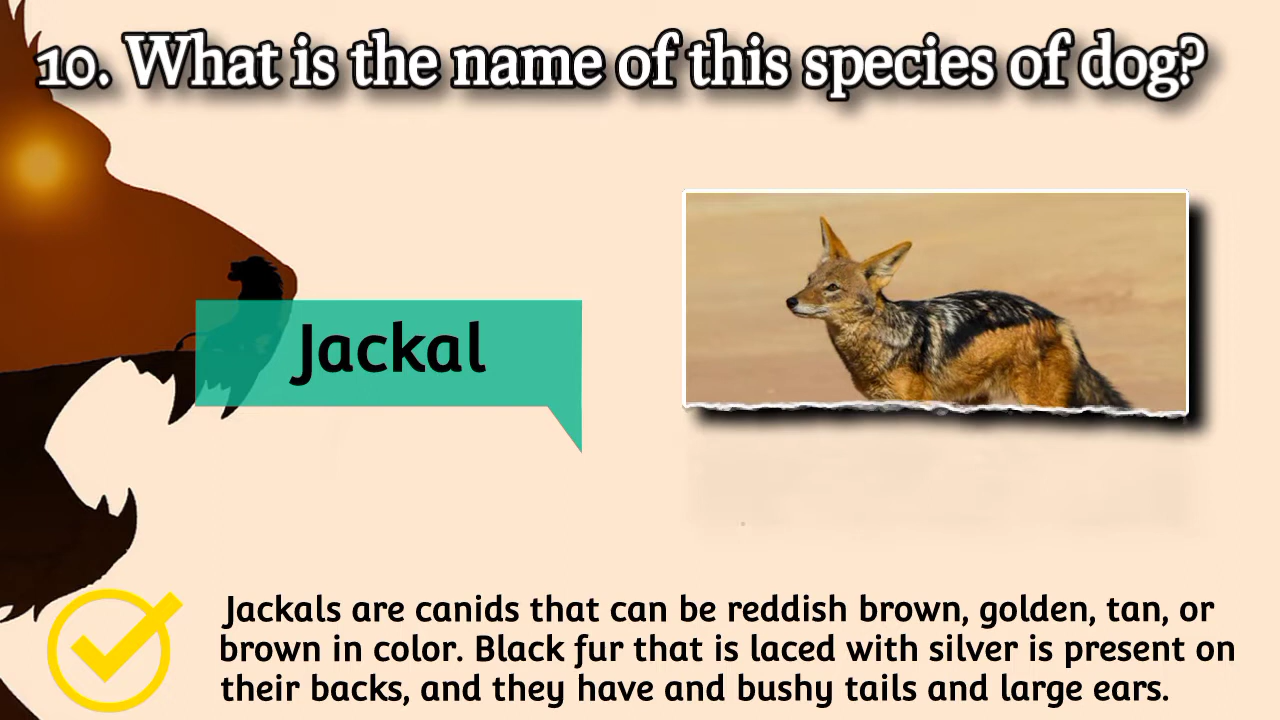 10. What is the name of this species of dog?
Jackal
Jackals are canids that can be reddish brown, golden, tan, or
brown in color. Black fur that is laced with silver is present on
their backs, and they have and bushy tails and large ears.